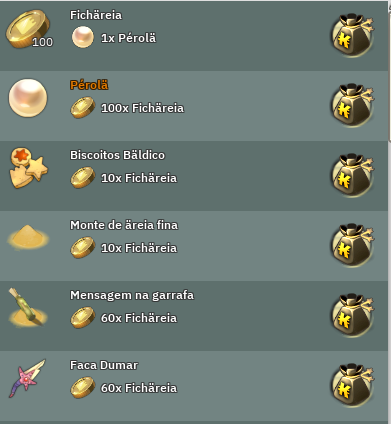 Fichäreia
100
1x Pérolä
Pérolä
100x Fichäreia
Biscoitos Bäldico
10x Fichäreia
Monte de äreia fina
10x Fichäreia
Mensagem na garrafa
60x Fichäreia
Faca Dumar
60x Fichäreia